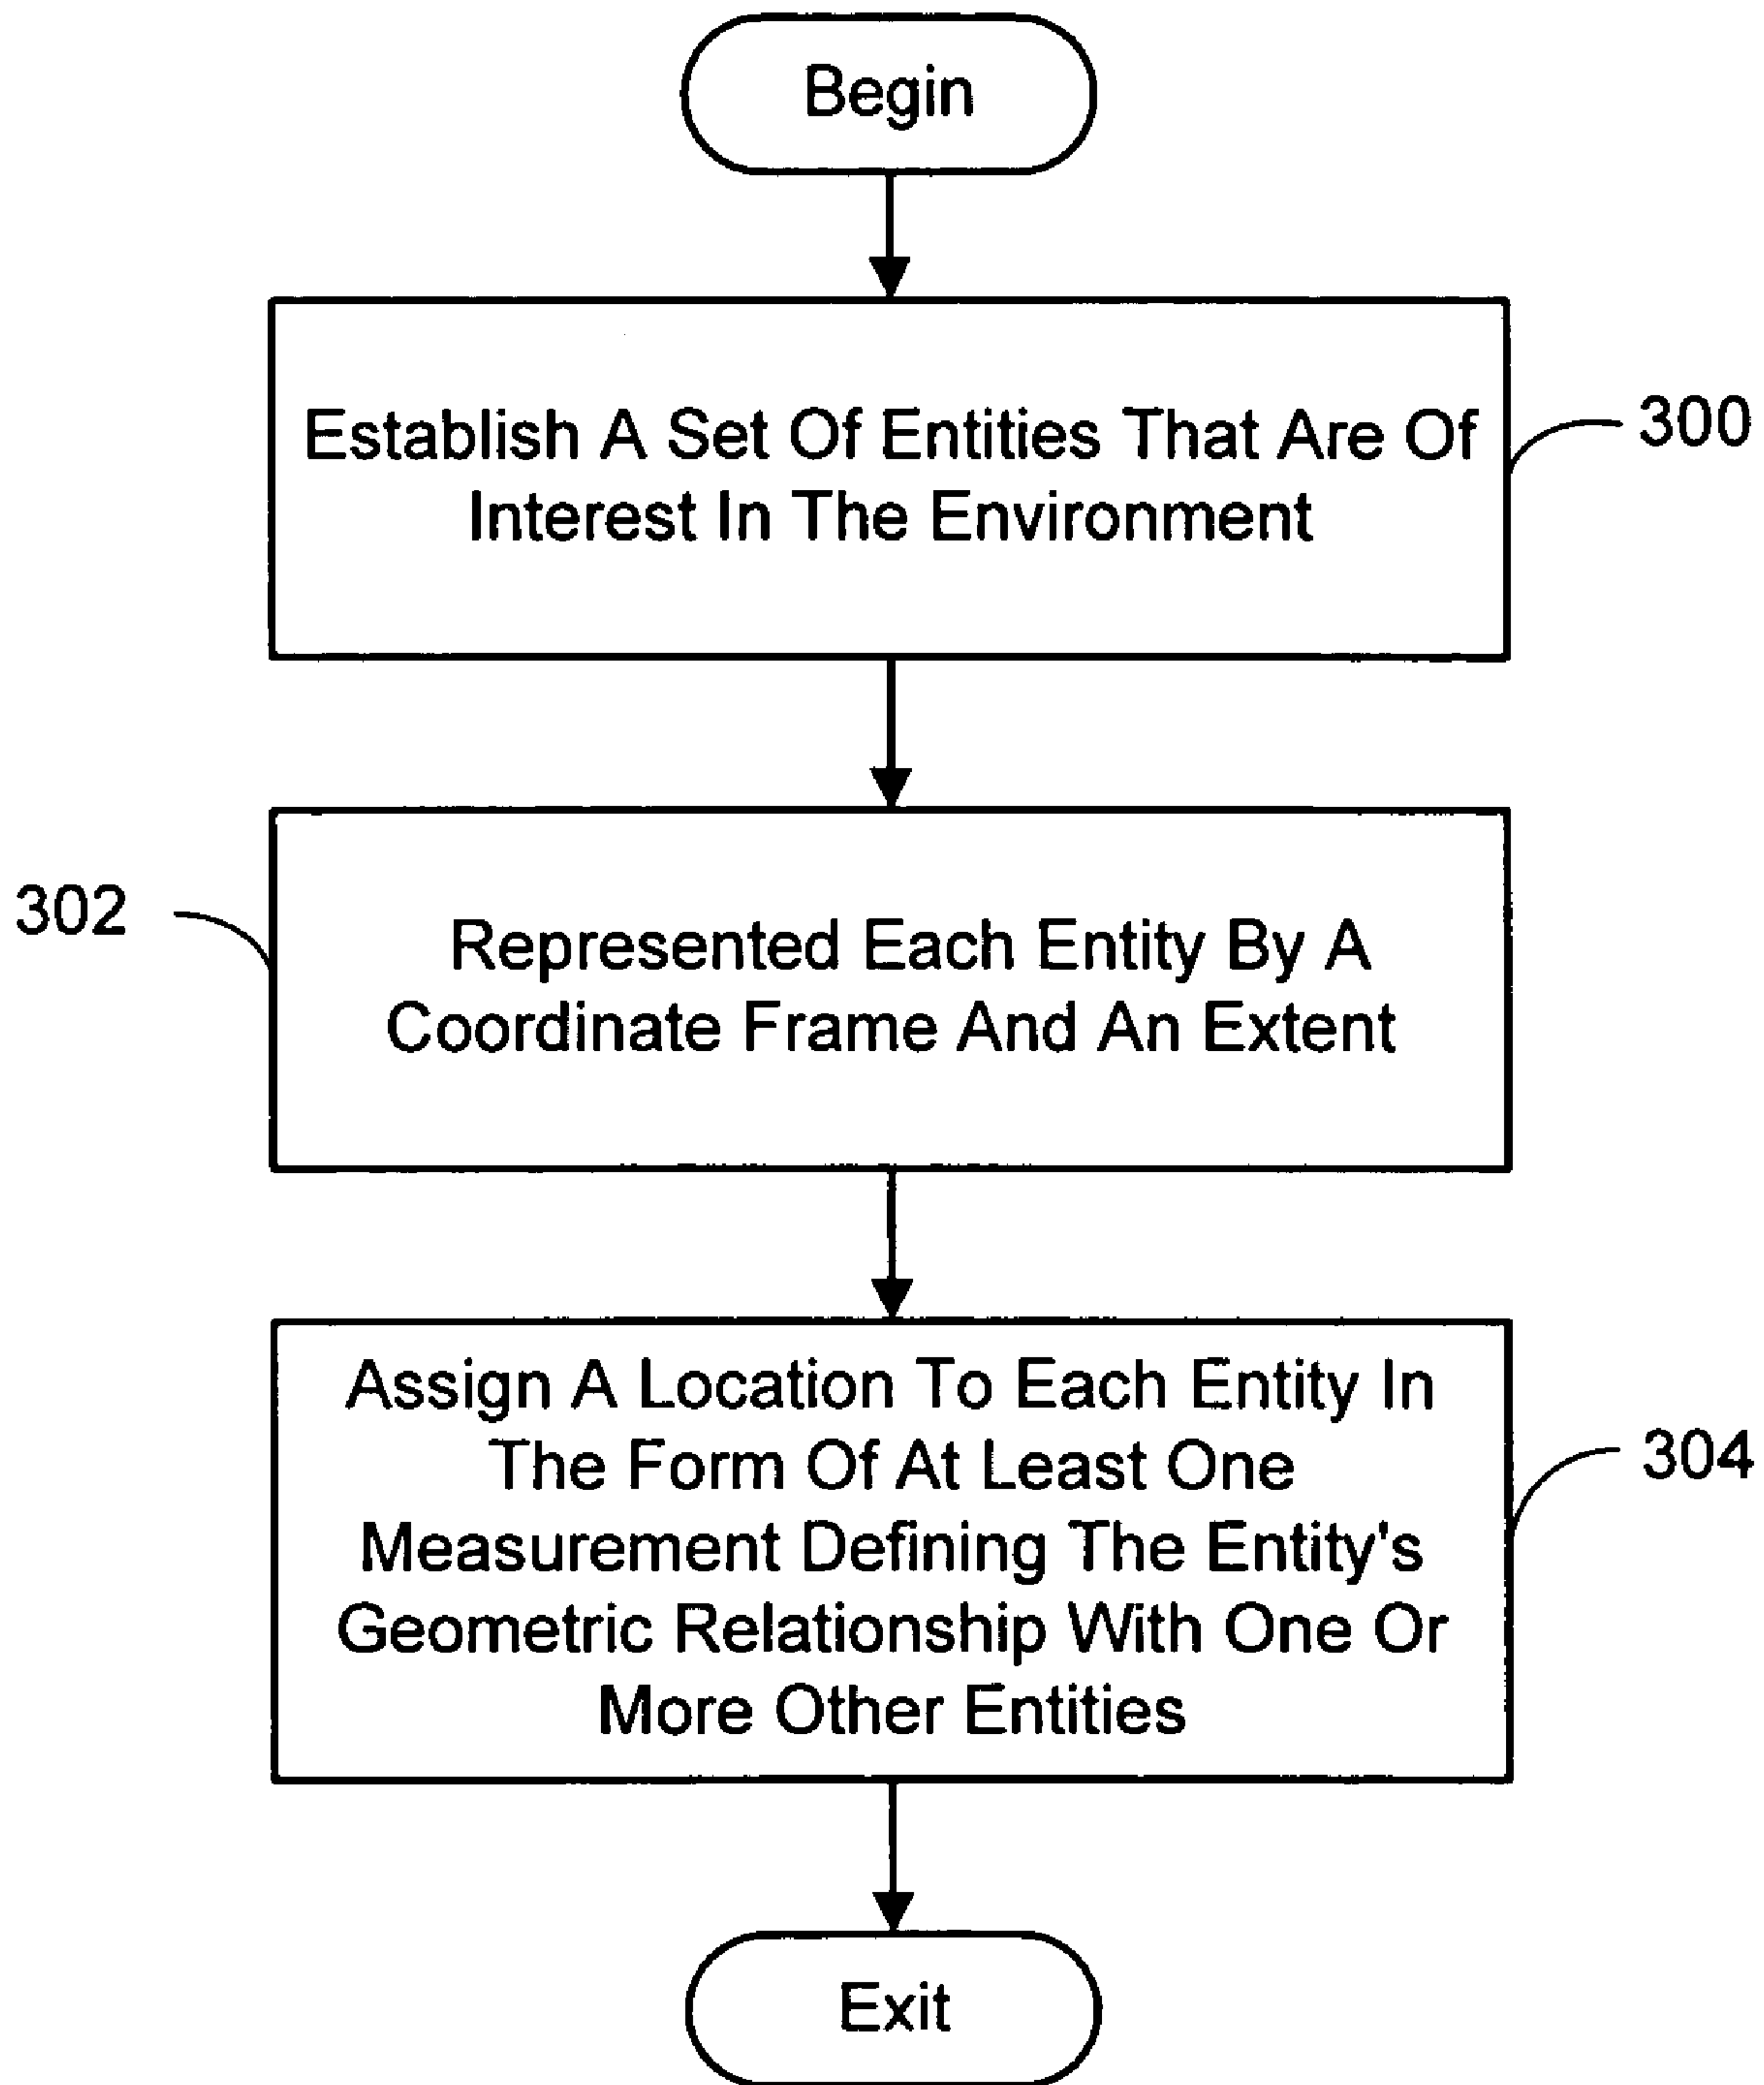 Begin
Establish A Set Of Entities That Are Of
Interest In The Environment
300
302
Represented Each Entity By A
Coordinate Frame And An Extent
Assign A Location To Each Entity In
The Form Of At Least One
Measurement Defining The Entity's
Geometric Relationship With One Or
More Other Entities
304
Exit